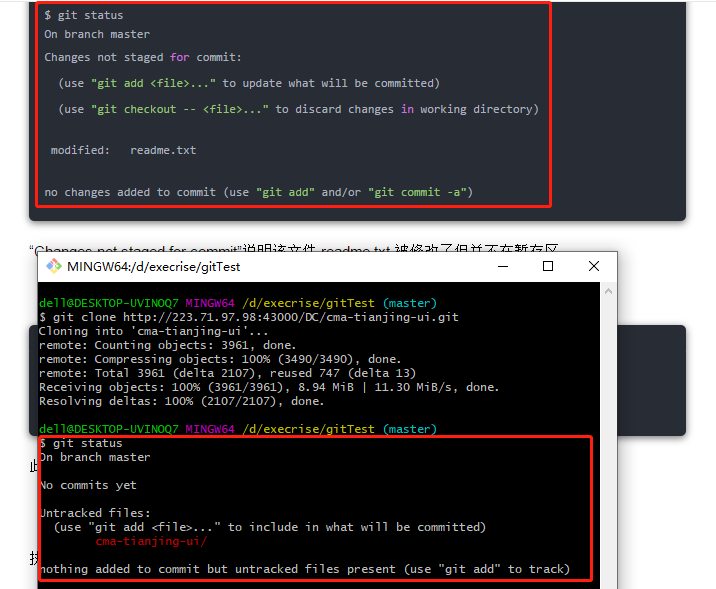 $ git status
On branch master
Changes not staged for commit:
(use "git add <file>..." to update what will be committed)
(use "git checkout -- <file>..." to discard changes in working directory)
modified:   readme.txt
no changes added to commit (use "git add" and/or "git commit -a")
“Changes not staged for commit”说明该文件 readme.txt 被修改了但并不在暂存区
MINGW64:/d/execrise/gitTest
dell@DESKTOP-UVINOQ7 MINGW64 /d/execrise/gitTest (master)
$ git clone http://223.71.97.98:43000/DC/cma-tianjing-ui.git
Cloning into 'cma-tianjing-ui'...
remote: Counting objects: 3961, done.
remote: Compressing objects: 100% (3490/3490), done.
remote: Total 3961 (delta 2107), reused 747 (delta 13)
Receiving objects: 100% (3961/3961), 8.94 MiB | 11.30 MiB/s, done.
Resolving deltas: 100% (2107/2107), done.
dell@DESKTOP-UVINOQ7 MINGW64 /d/execrise/gitTest (master)
$ git status
On branch master
No commits yet
Untracked files:
(use "git add <file>..." to include in what will be committed)
cma-tianjing-ui/
nothing added to commit but untracked files present (use "git add" to track)